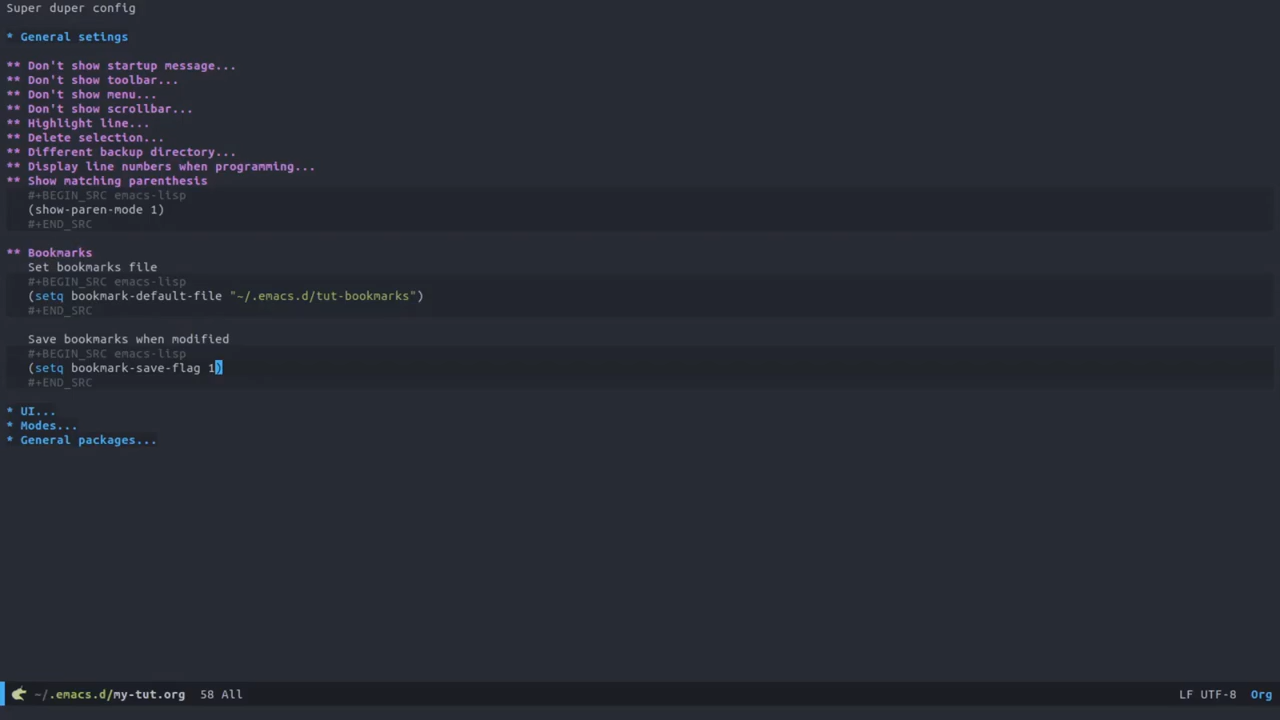 Super duper config
* General setings
** Don't show startup message...
** Don't show toolbar...
** Don't show menu...
** Don't show scrollbar...
** Highlight line...
** Delete selection...
** Different backup directory...
** Display line numbers when programming...
** Show matching parenthesis
#+BEGIN_SRC emacs-lisp
(show-paren-mode 1)
#+END_SRC
** Bookmarks
Set bookmarks file
#+BEGIN_SRC emacs-lisp
(setq bookmark-default-file "~/.emacs.d/tut-bookmarks")
#+END_SRC
Save bookmarks when modified
#+BEGIN_SRC emacs-lisp
(setq bookmark-save-flag 1)
#+END_SRC
* UI...
* Modes...
* General packages...
~/.emacs.d/my-tut.org 58 All LF UTF-8 Org